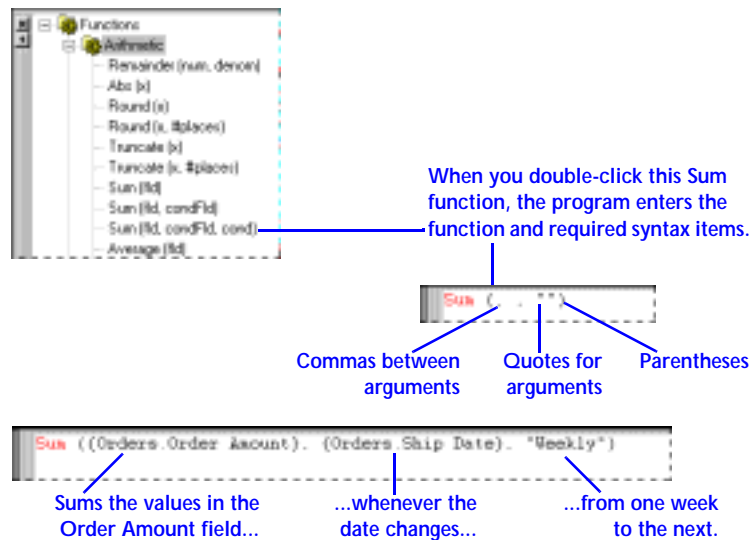 Functions
Arithmetic
Remainder (num, denom)
Abs (x)
Round (x)
Round (x, #places)
Truncate (x)
Truncate (x, #places)
Sum (fld)
Sum (fld, condFld)
Sum (fld, condFld, cond)
Average (fld)
When you double-click this Sum
function, the program enters the
function and required syntax items.
Sum (, , "")
Commas between
arguments
Quotes for
arguments
Parentheses
Sum ({Orders.Order Amount}, {Orders.Ship Date}, "Weekly")
Sums the values in the
Order Amount field...
...whenever the
date changes...
...from one week
to the next.